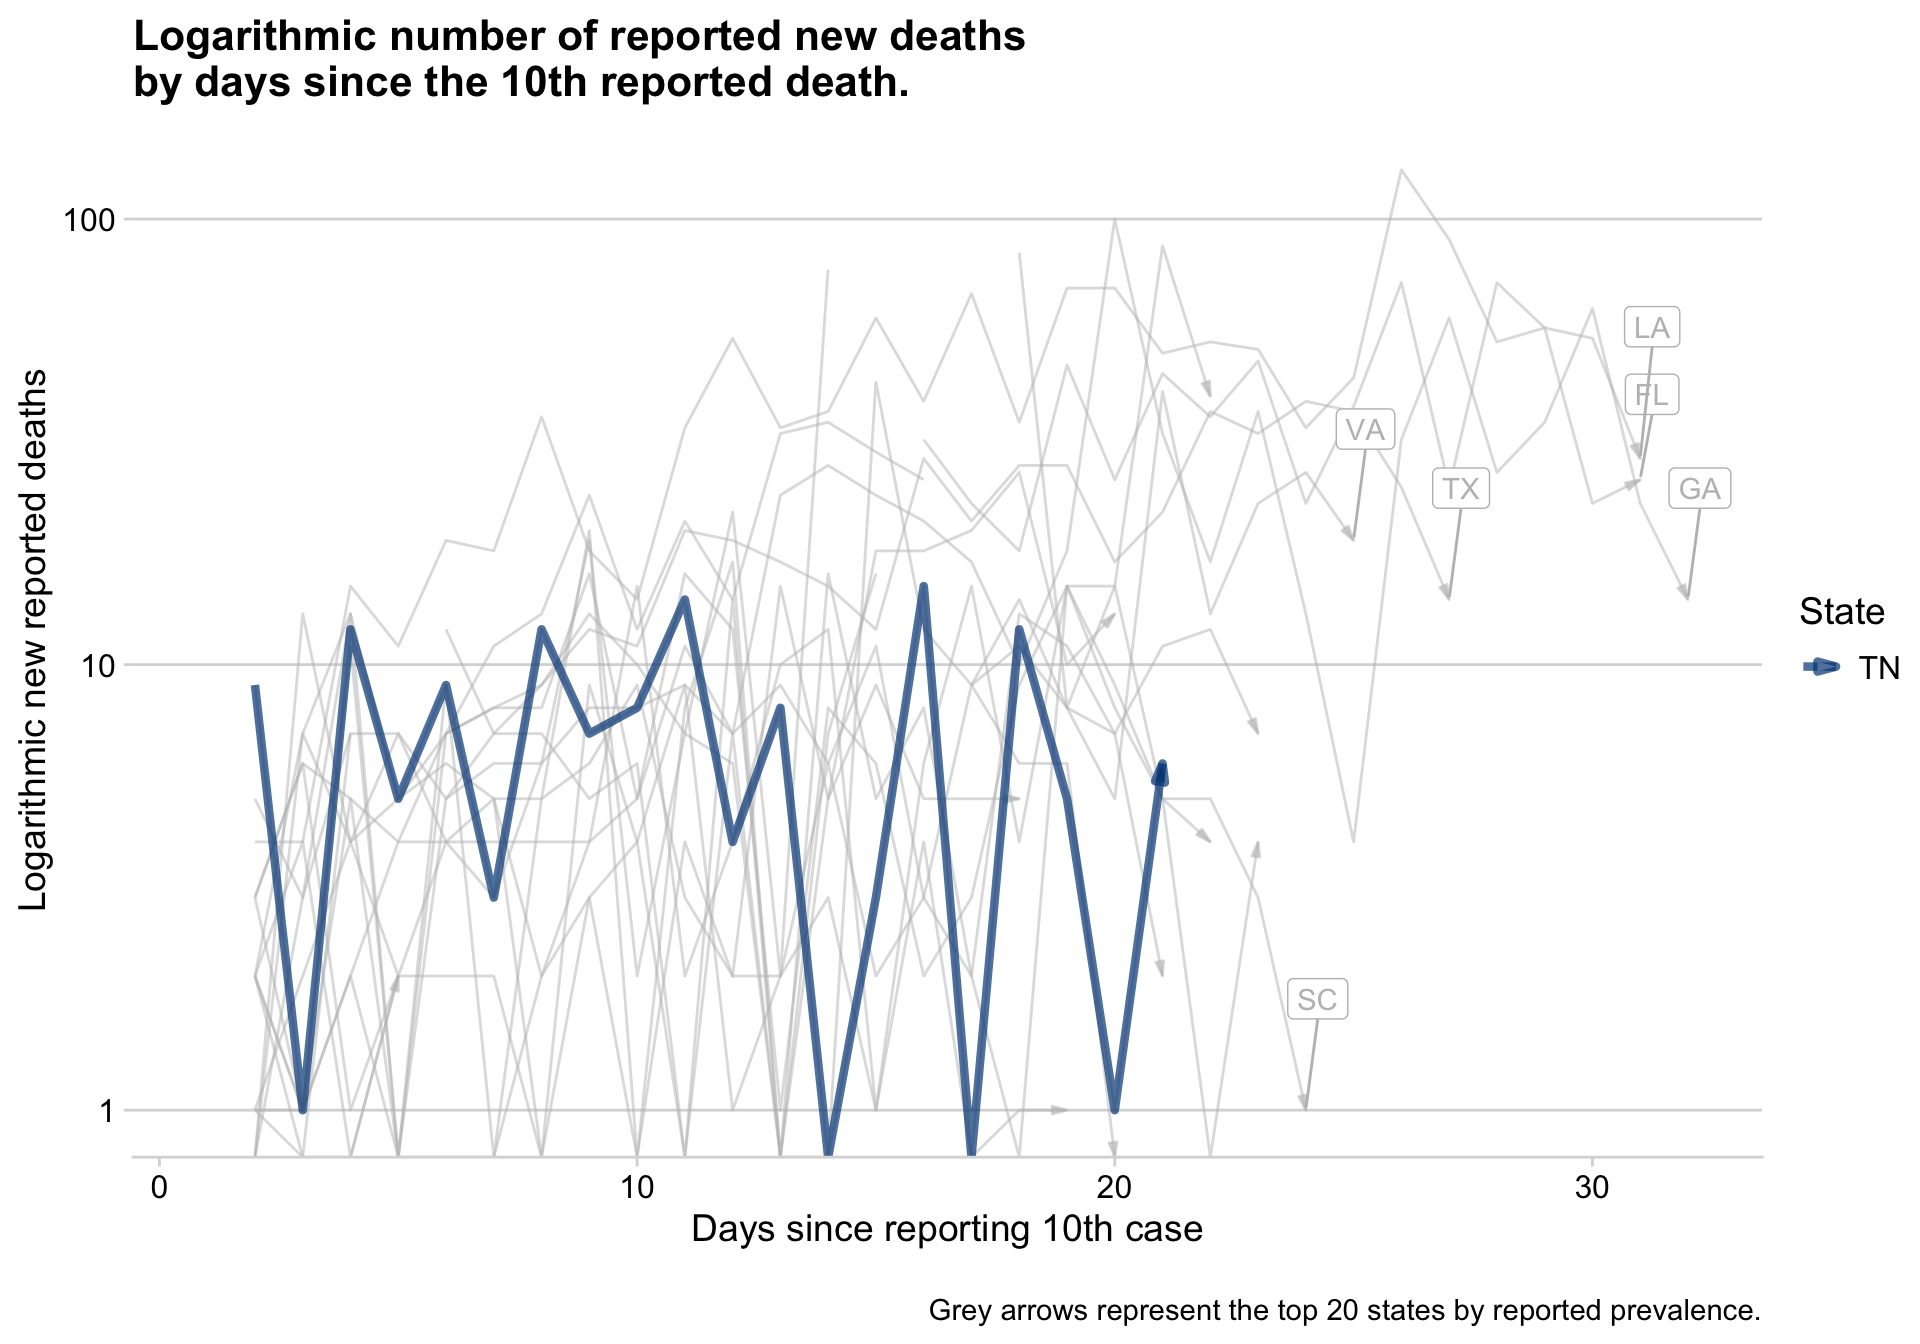 Logarithmic number of reported new deaths
by days since the 10th reported death.
Logarithmic new reported deaths
100
10
1
LA
FL
VA
TX
GA
SC
State
TN
0
10
20
30
Days since reporting 10th case
Grey arrows represent the top 20 states by reported prevalence.